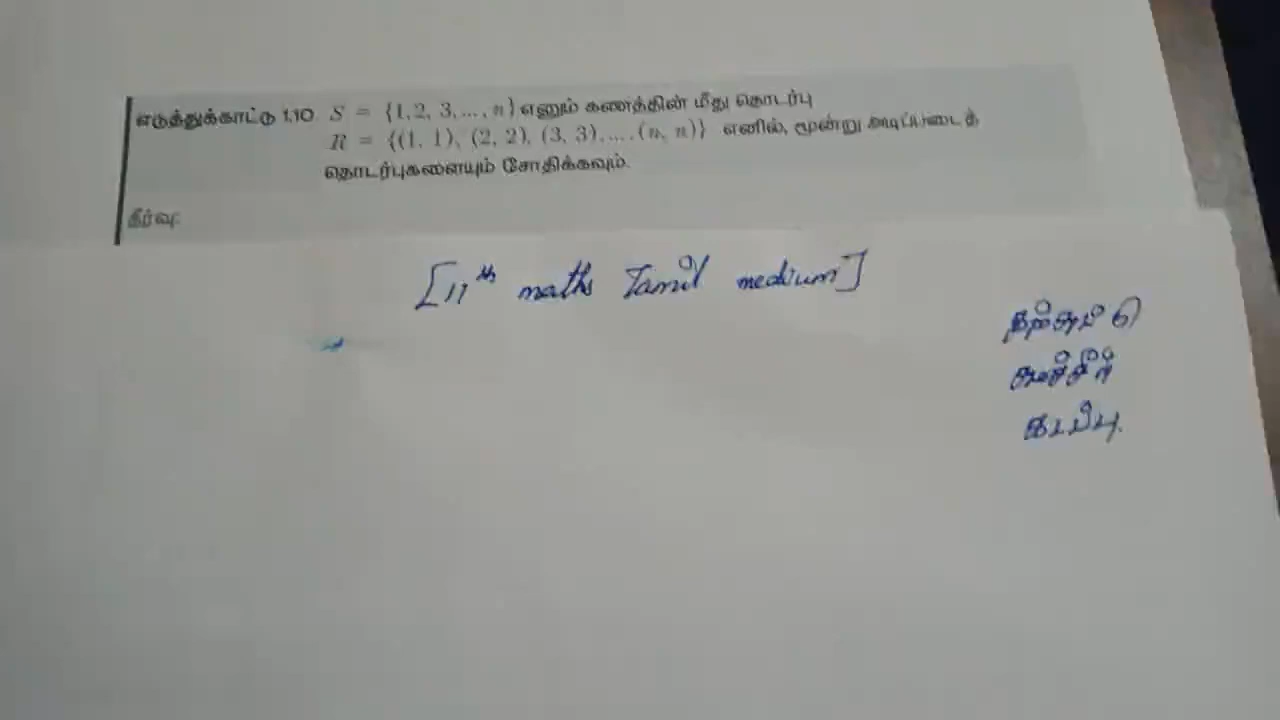 எடுத்துக்காட்டு 1.10 S = {1, 2, 3, ..., n} எனும் கணத்தின் மீது தொடர்பு
R = {(1, 1), (2, 2), (3, 3), ... (n, n)} எனில், மூன்று அடிப்படைத்
தொடர்புகளையும் சோதிக்கவும்.
தீர்வு:
[11th maths Tamil medium]